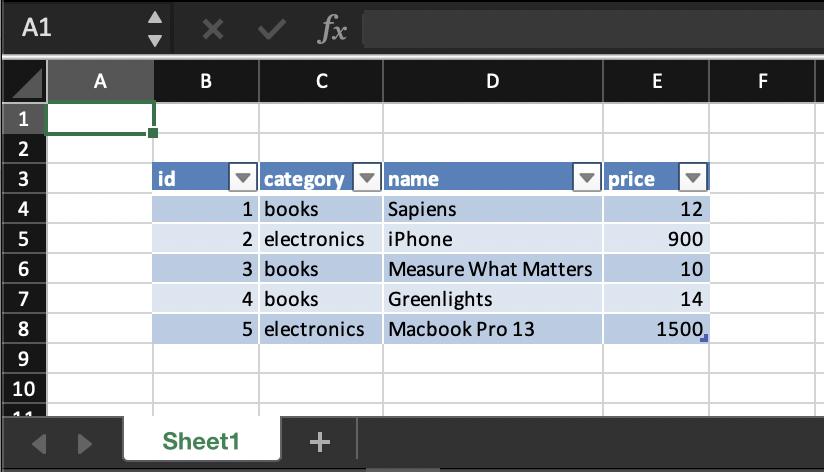 A1 fx
A B C D E F
1
2
3 id category name price
4 1 books Sapiens 12
5 2 electronics iPhone 900
6 3 books Measure What Matters 10
7 4 books Greenlights 14
8 5 electronics Macbook Pro 13 1500
9
10
11
Sheet1 +